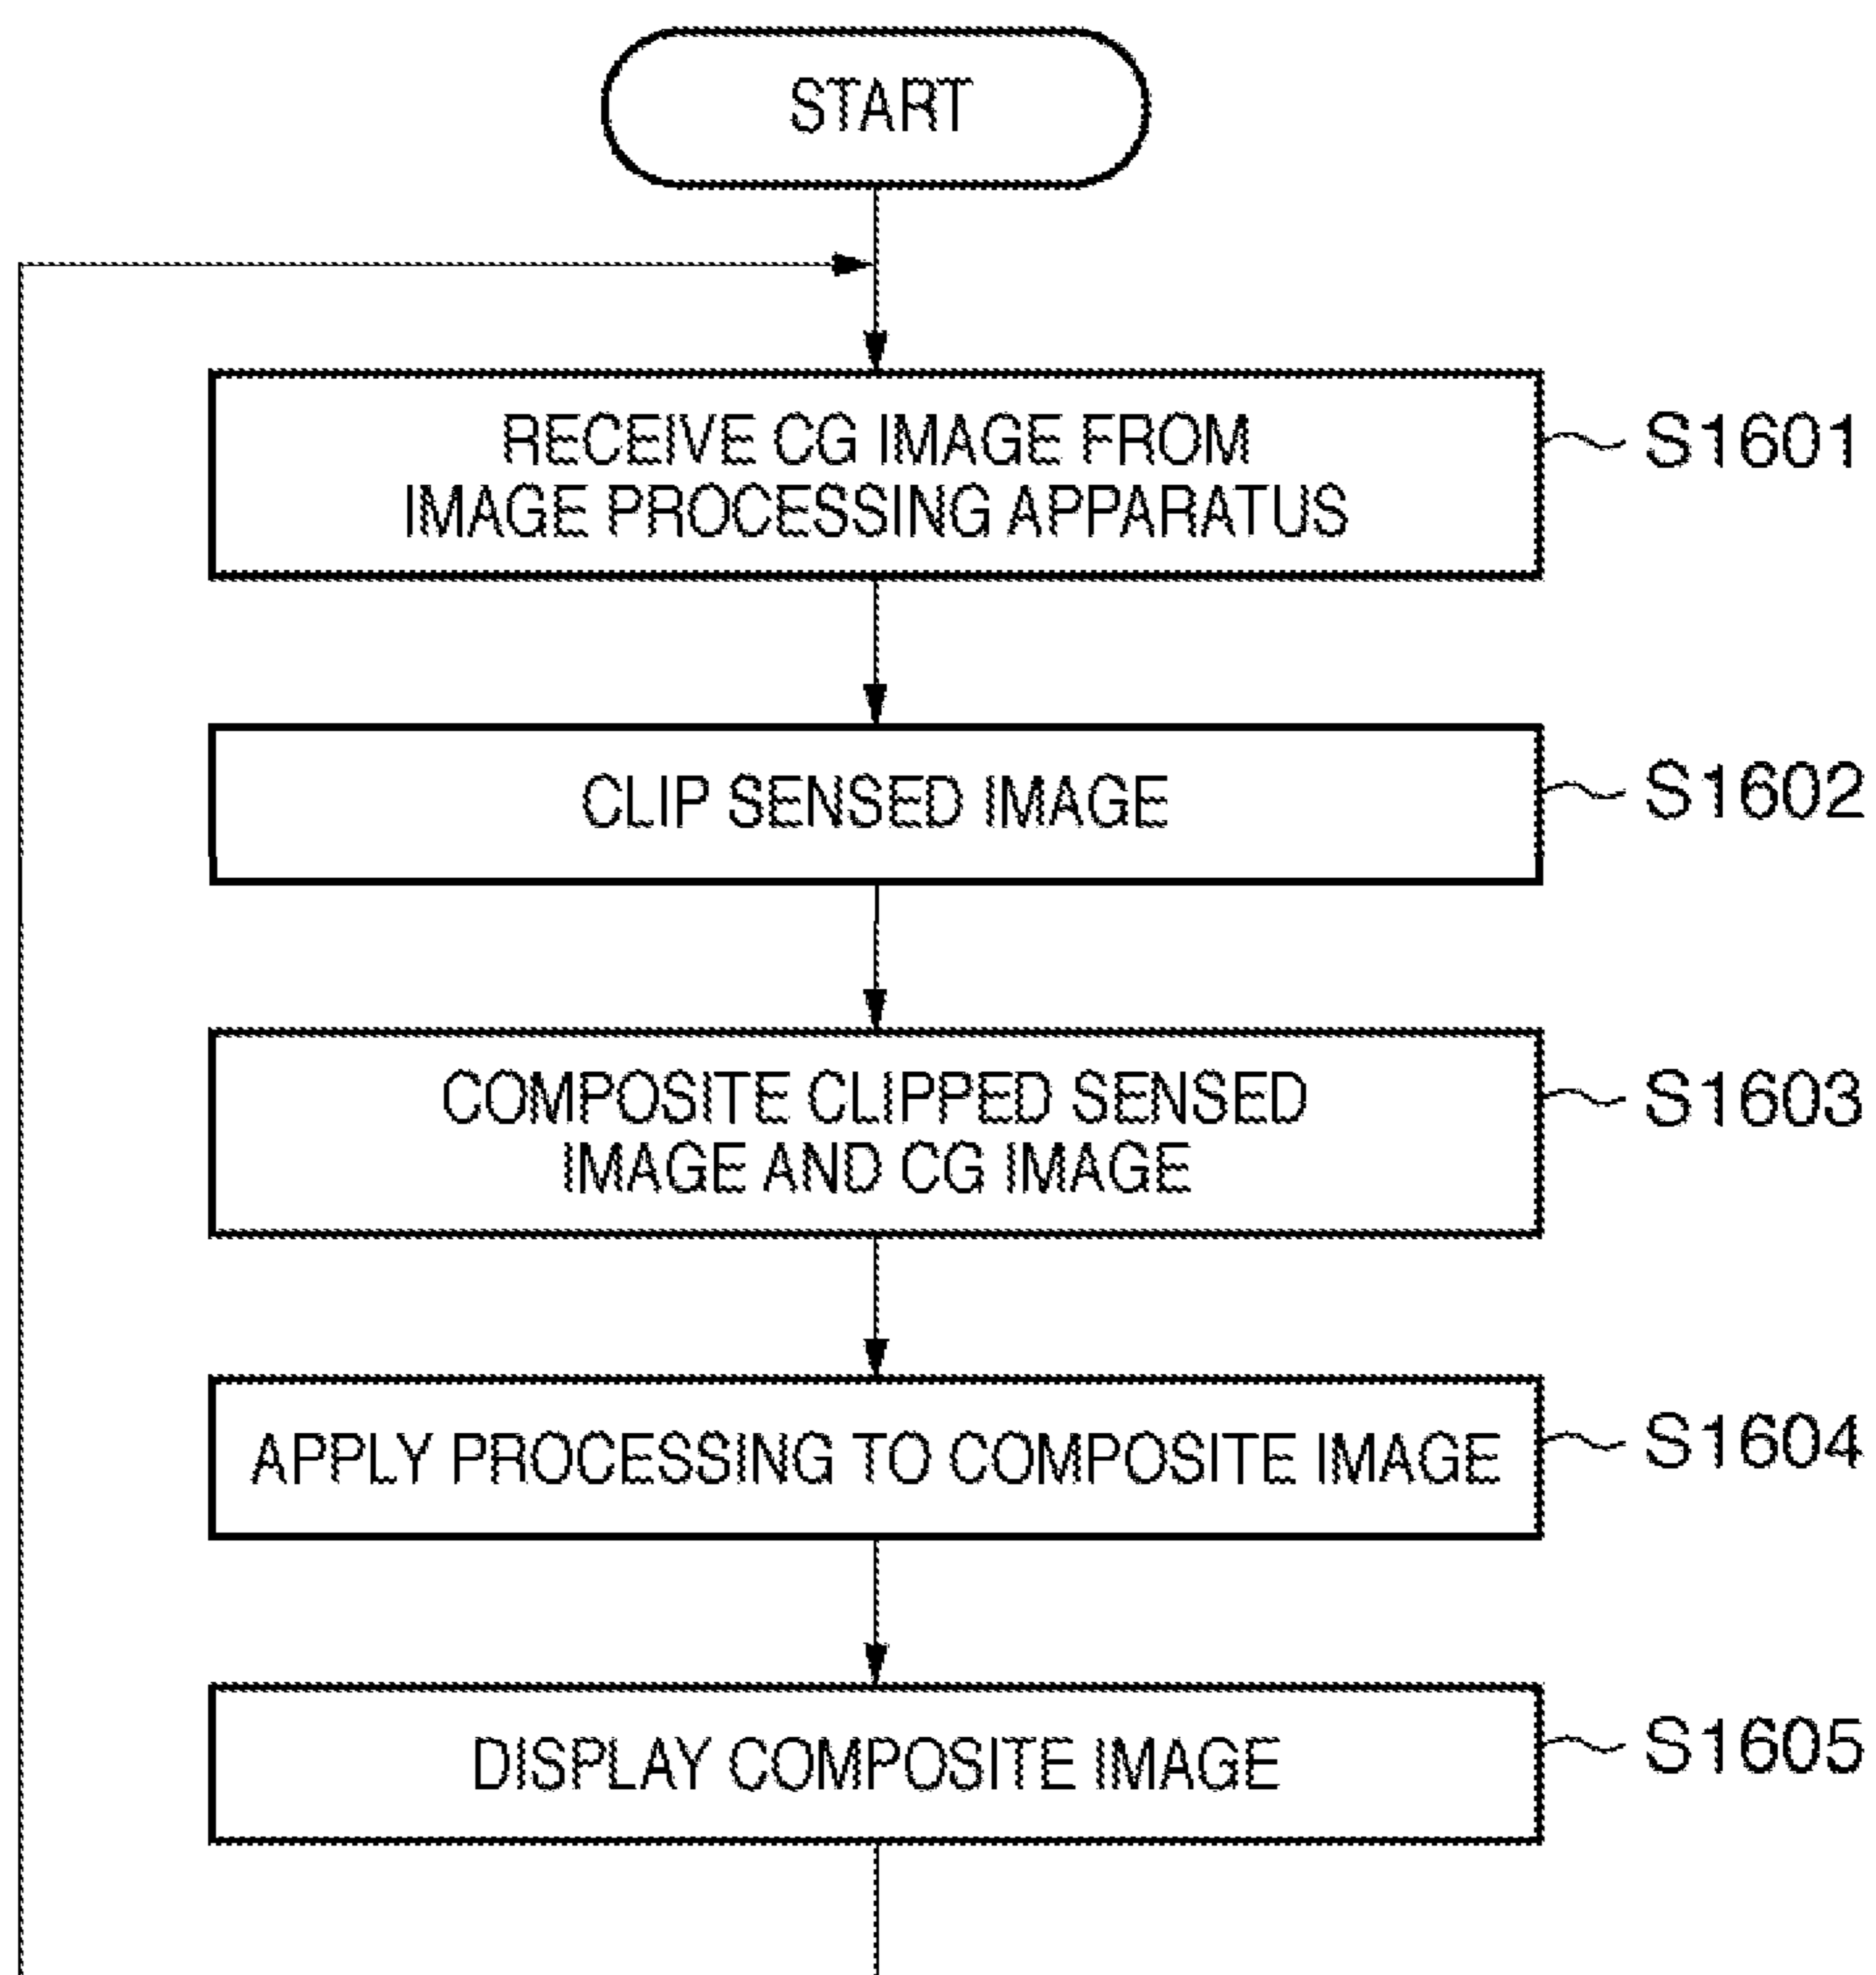 START
RECEIVE CG IMAGE FROM
IMAGE PROCESSING APPARATUS
S1601
CLIP SENSED IMAGE
S1602
COMPOSITE CLIPPED SENSED
IMAGE AND CG IMAGE
S1603
APPLY PROCESSING TO COMPOSITE IMAGE
S1604
DISPLAY COMPOSITE IMAGE
S1605